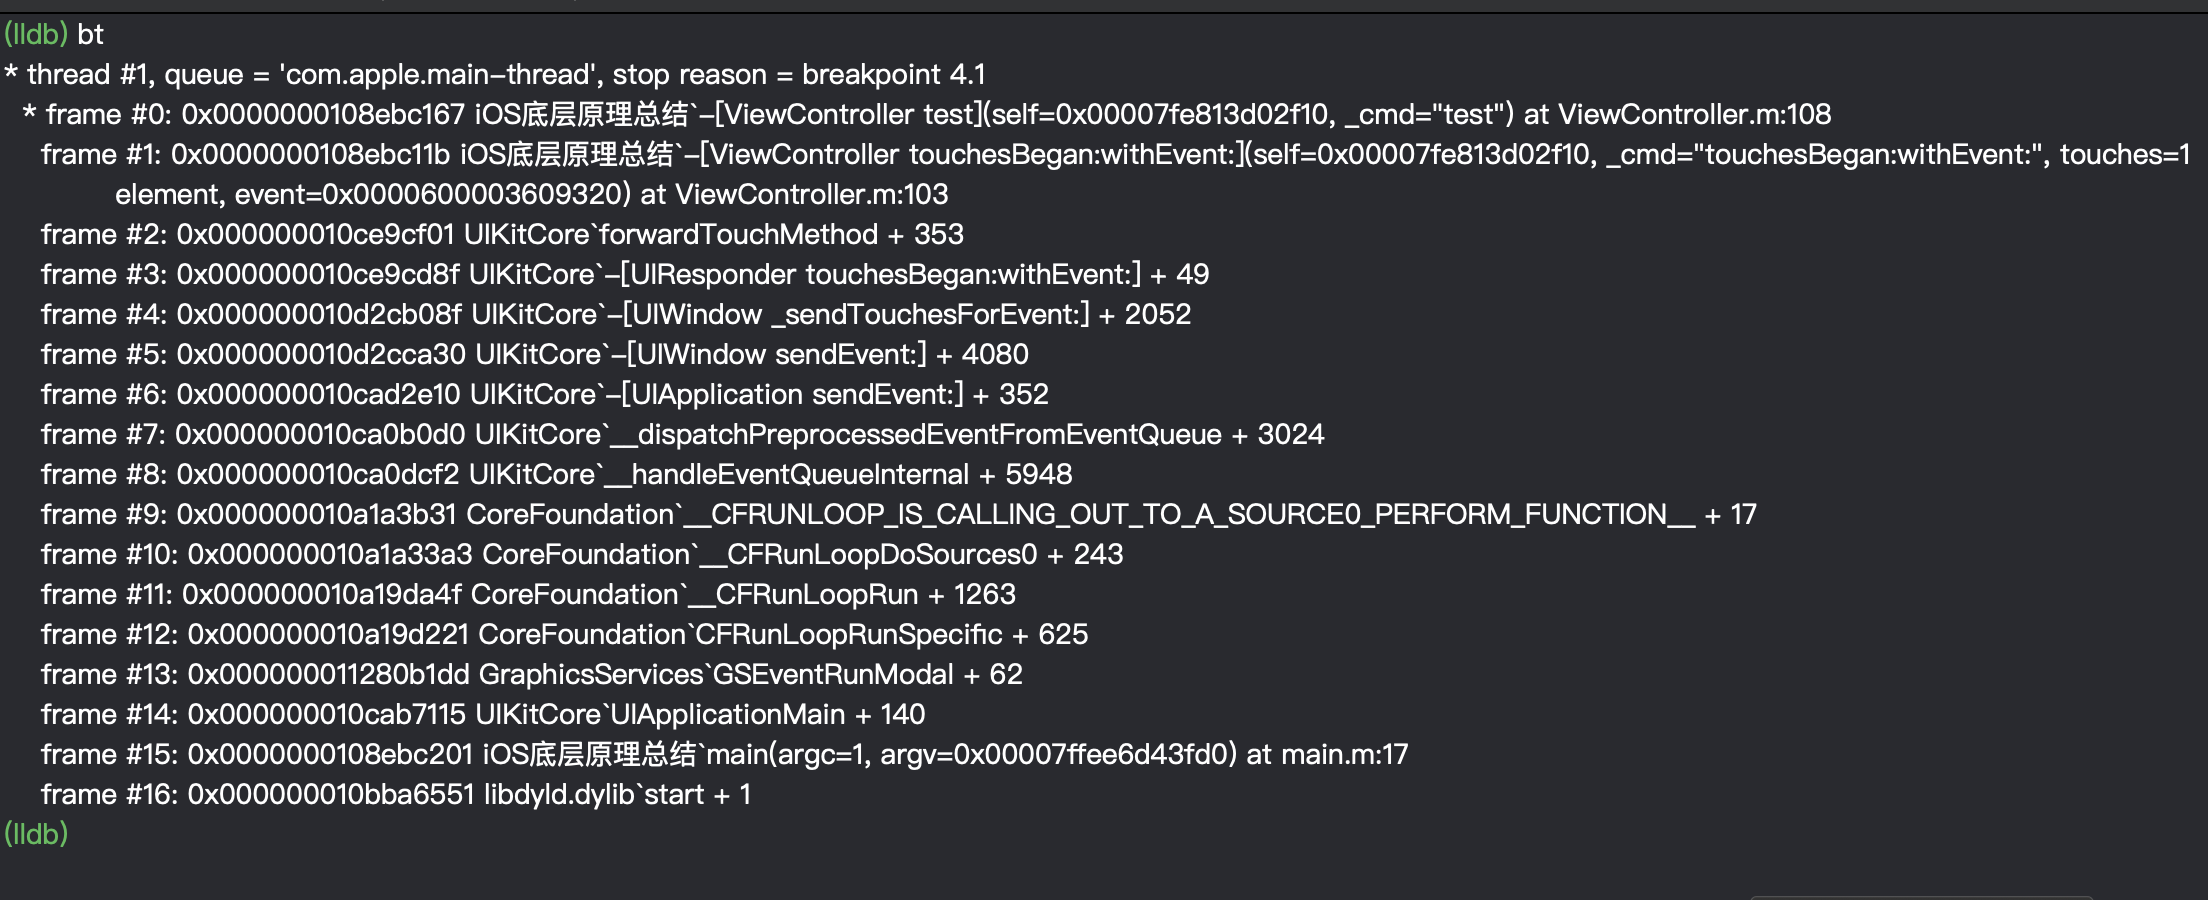 (lldb) bt
* thread #1, queue = 'com.apple.main-thread', stop reason = breakpoint 4.1
* frame #0: 0x0000000108ebc167 iOS底层原理总结`-[ViewController test](self=0x00007fe813d02f10, _cmd="test") at ViewController.m:108
frame #1: 0x0000000108ebc11b iOS底层原理总结`-[ViewController touchesBegan:withEvent:](self=0x00007fe813d02f10, _cmd="touchesBegan:withEvent:", touches=1
element, event=0x0000600003609320) at ViewController.m:103
frame #2: 0x000000010ce9cf01 UIKitCore`forwardTouchMethod + 353
frame #3: 0x000000010ce9cd8f UIKitCore`-[UIResponder touchesBegan:withEvent:] + 49
frame #4: 0x000000010d2cb08f UIKitCore`-[UIWindow _sendTouchesForEvent:] + 2052
frame #5: 0x000000010d2cca30 UIKitCore`-[UIWindow sendEvent:] + 4080
frame #6: 0x000000010cad2e10 UIKitCore`-[UIApplication sendEvent:] + 352
frame #7: 0x000000010ca0b0d0 UIKitCore`__dispatchPreprocessedEventFromEventQueue + 3024
frame #8: 0x000000010ca0dcf2 UIKitCore`__handleEventQueueInternal + 5948
frame #9: 0x000000010a1a3b31 CoreFoundation`__CFRUNLOOP_IS_CALLING_OUT_TO_A_SOURCE0_PERFORM_FUNCTION__ + 17
frame #10: 0x000000010a1a33a3 CoreFoundation`__CFRunLoopDoSources0 + 243
frame #11: 0x000000010a19da4f CoreFoundation`__CFRunLoopRun + 1263
frame #12: 0x000000010a19d221 CoreFoundation`CFRunLoopRunSpecific + 625
frame #13: 0x000000011280b1dd GraphicsServices`GSEventRunModal + 62
frame #14: 0x000000010cab7115 UIKitCore`UIApplicationMain + 140
frame #15: 0x0000000108ebc201 iOS底层原理总结`main(argc=1, argv=0x00007ffee6d43fd0) at main.m:17
frame #16: 0x000000010bba6551 libdyld.dylib`start + 1
(lldb)